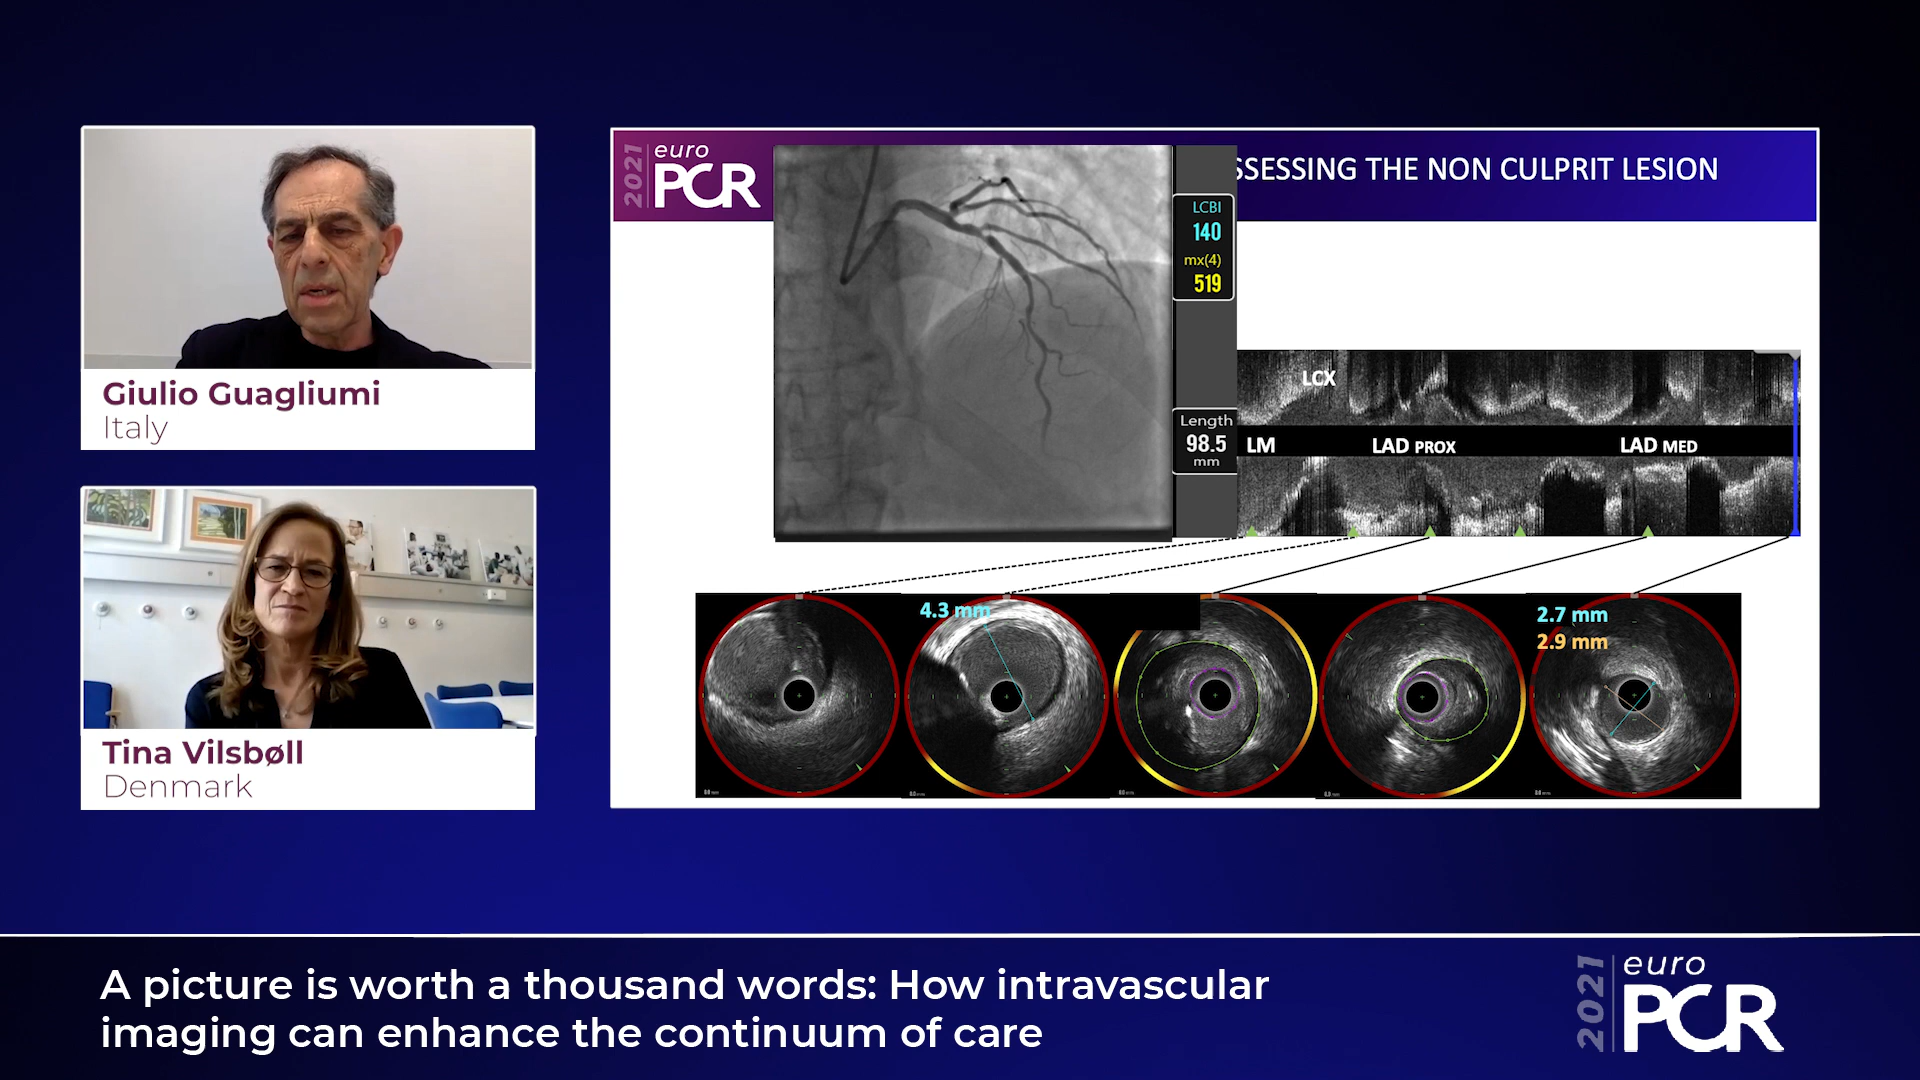 Giulio Guagliumi
Italy
Tina Vilsbøll
Denmark
2021 euro PCR
SSESSING THE NON CULPRIT LESION
LCBI
140
mx(4)
519
Length
98.5
mm
LCX
LM
LAD PROX
LAD MED
4.3 mm
2.7 mm
2.9 mm
A picture is worth a thousand words: How intravascular
imaging can enhance the continuum of care
2021 euro PCR